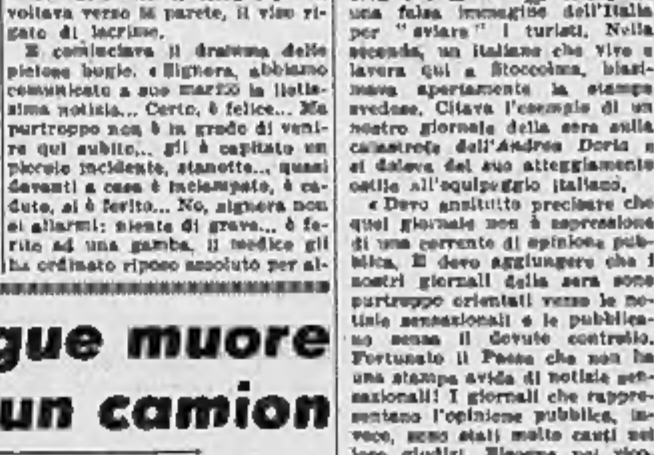 voltava verso la parete, il viso ri-
gato di lacrime.
E cominciava il dramma delle
pietose bugie. « Signora, abbiamo
comunicato a suo marito la lietis-
sima notizia... Certo, è felice... Ma
purtroppo non è in grado di veni-
re qui subito... gli è capitato un
piccolo incidente, stanotte... quasi
davanti a casa è inciampato, è ca-
duto, si è ferito... No, signora non
si allarmi: niente di grave... è fe-
rito ad una gamba, il medico gli
ha ordinato riposo assoluto per al-
gue muore
un camion
una falsa immagine dell'Italia
per "sviare" i turisti. Nella
seconda, un italiano che vive e
lavora qui a Stoccolma, biasi-
mava apertamente la stampa
svedese. Citava l'esempio di un
nostro giornale della sera sulla
catastrofe dell'Andrea Doria e
si doleva del suo atteggiamento
ostile all'equipaggio italiano.
« Devo anzitutto precisare che
quel giornale non è espressione
di una corrente di opinione pub-
blica. E devo aggiungere che i
nostri giornali della sera sono
purtroppo orientati verso le no-
tizie sensazionali e le pubblica-
no senza il dovuto controllo.
Fortunato il Paese che non ha
una stampa avida di notizie sen-
sazionali! I giornali che rappre-
sentano l'opinione pubblica, in-
vece, sono stati molto cauti nei
loro giudizi.